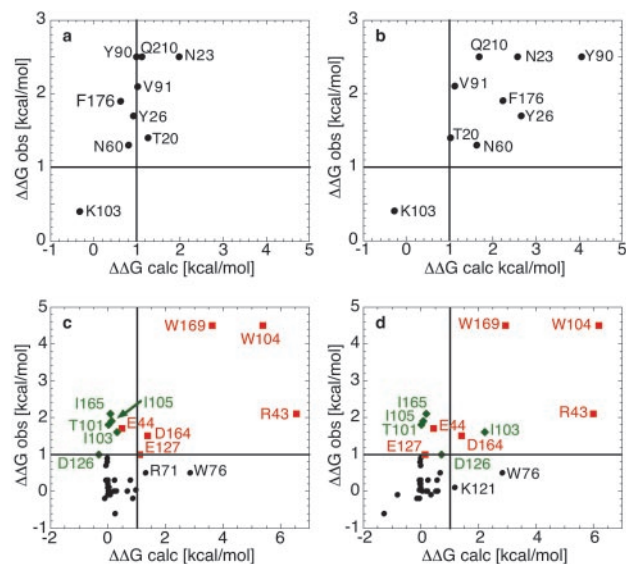 a
3
2
1
0
-1 0 1 2 3 4 5
ΔΔG obs [kcal/mol]
ΔΔG calc [kcal/mol]
Y90
Q210
N23
V91
F176
Y26
T20
N60
K103
b
3
2
1
0
-1 0 1 2 3 4 5
ΔΔG obs [kcal/mol]
ΔΔG calc kcal/mol]
Q210
N23
Y90
V91
F176
Y26
T20
N60
K103
c
5
4
3
2
1
0
-1
-2 0 2 4 6
ΔΔG obs [kcal/mol]
ΔΔG calc [kcal/mol]
W169
W104
I165
I105
T101
E44
R43
I103
D164
E127
D126
R71
W76
d
5
4
3
2
1
0
-1
-2 0 2 4 6
ΔΔG obs [kcal/mol]
ΔΔG calc [kcal/mol]
W169
W104
I165
I105
E44
R43
T101
I103
D164
E127
D126
W76
K121